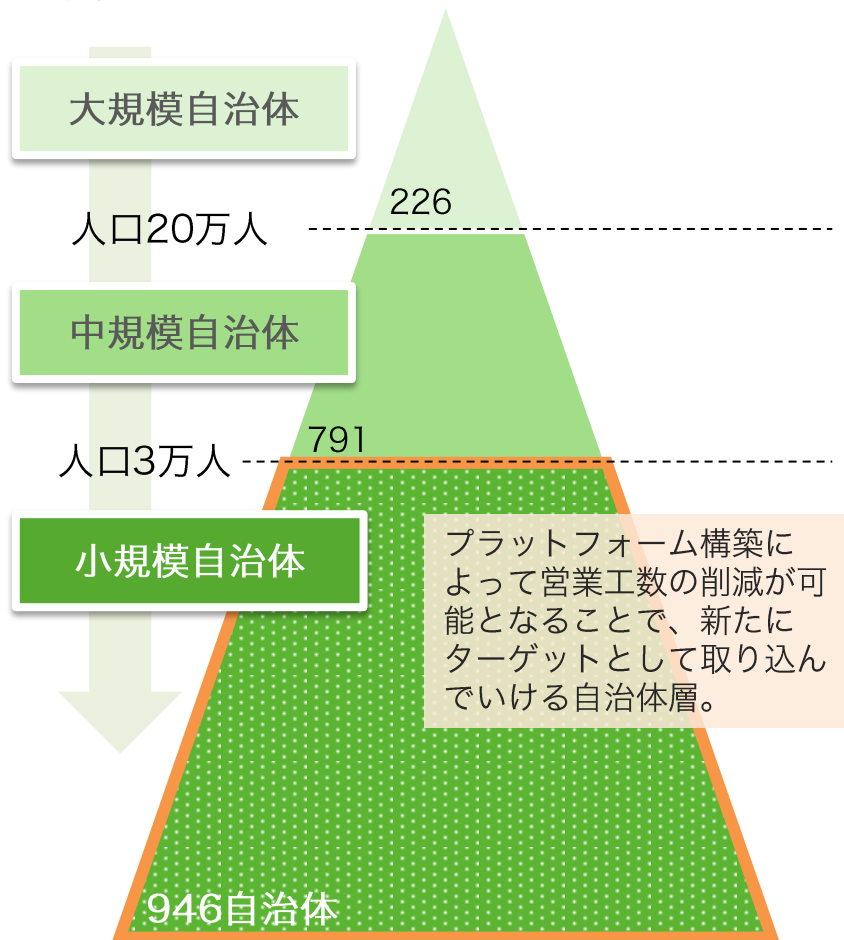 大規模自治体
226
人口20万人
中規模自治体
791
人口3万人
小規模自治体
プラットフォーム構築に
よって営業工数の削減が可
能となることで、新たに
ターゲットとして取り込ん
でいける自治体層。
946自治体